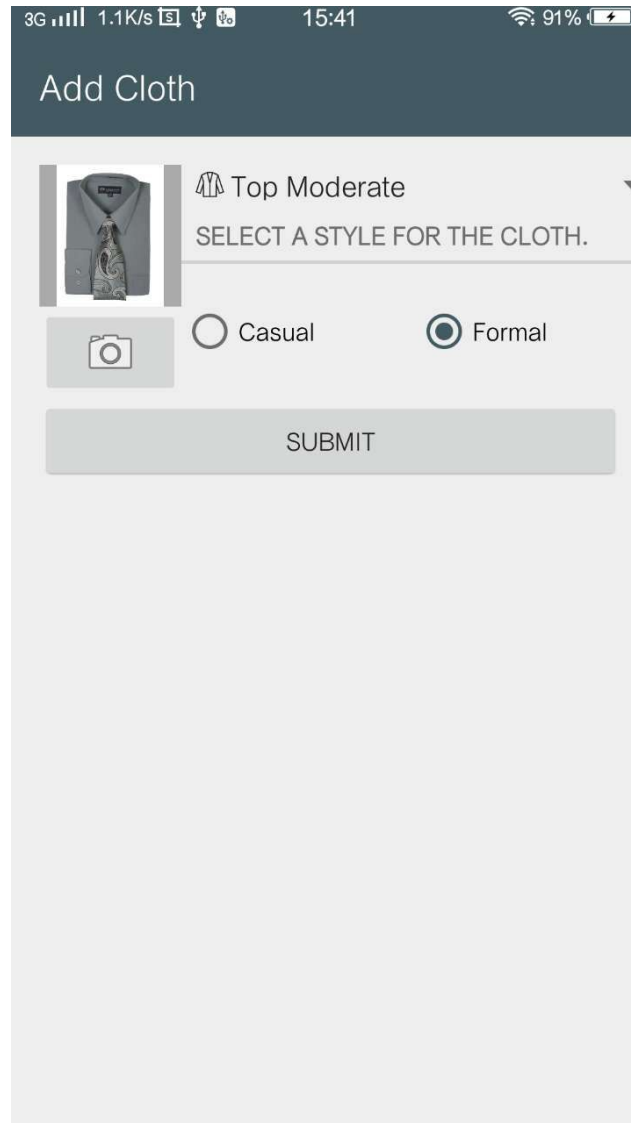 3G 1.1K/s 15:41 91%
Add Cloth
Top Moderate
SELECT A STYLE FOR THE CLOTH.
Casual Formal
SUBMIT